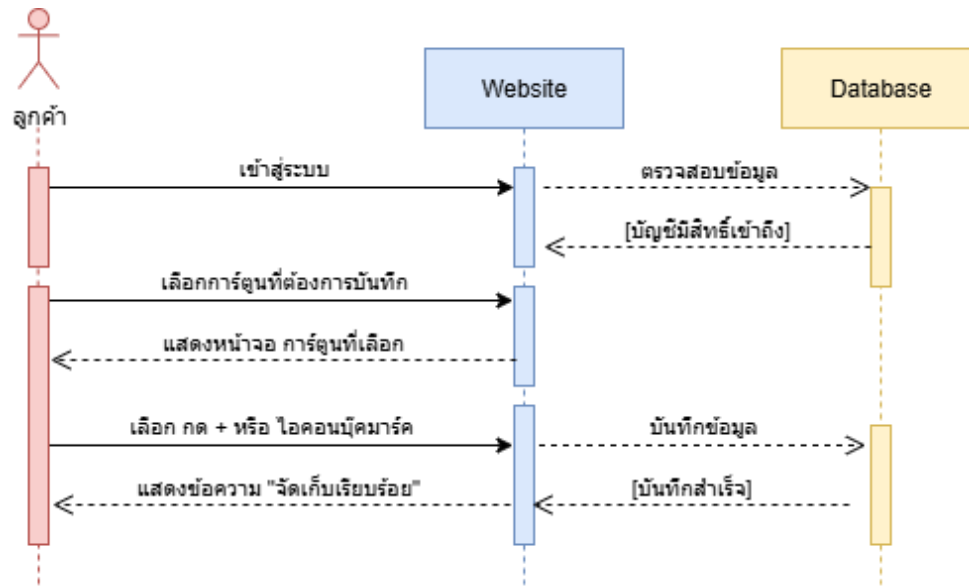 ลูกค้า
Website
Database
เข้าสู่ระบบ
ตรวจสอบข้อมูล
[บัญชีมีสิทธิ์เข้าถึง]
เลือกการ์ตูนที่ต้องการบันทึก
แสดงหน้าจอ การ์ตูนที่เลือก
เลือก กด + หรือ ไอคอนบุ๊คมาร์ค
บันทึกข้อมูล
แสดงข้อความ "จัดเก็บเรียบร้อย"
[บันทึกสำเร็จ]